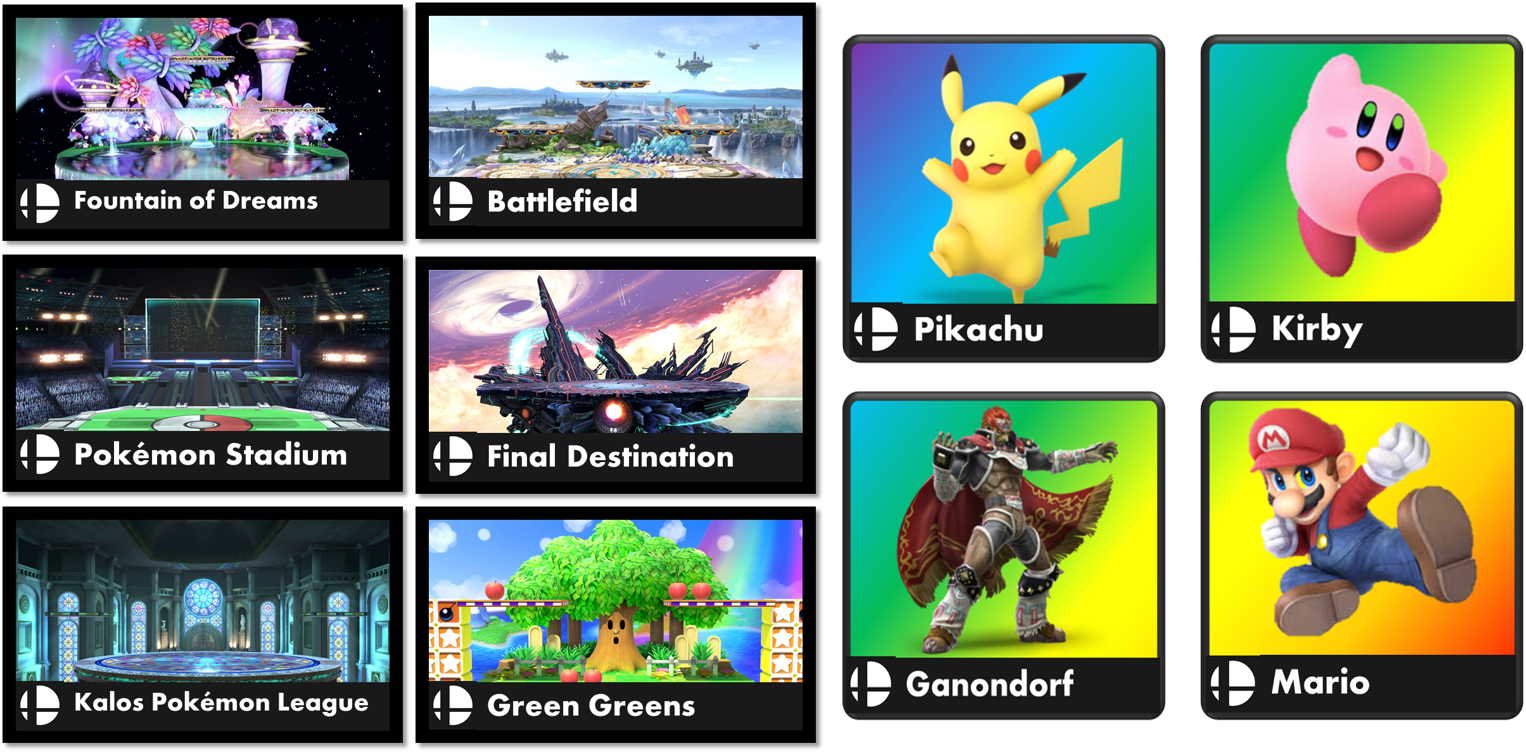 Fountain of Dreams
Battlefield
Pokémon Stadium
Final Destination
Kalos Pokémon League
Green Greens
Pikachu
Kirby
Ganondorf
Mario